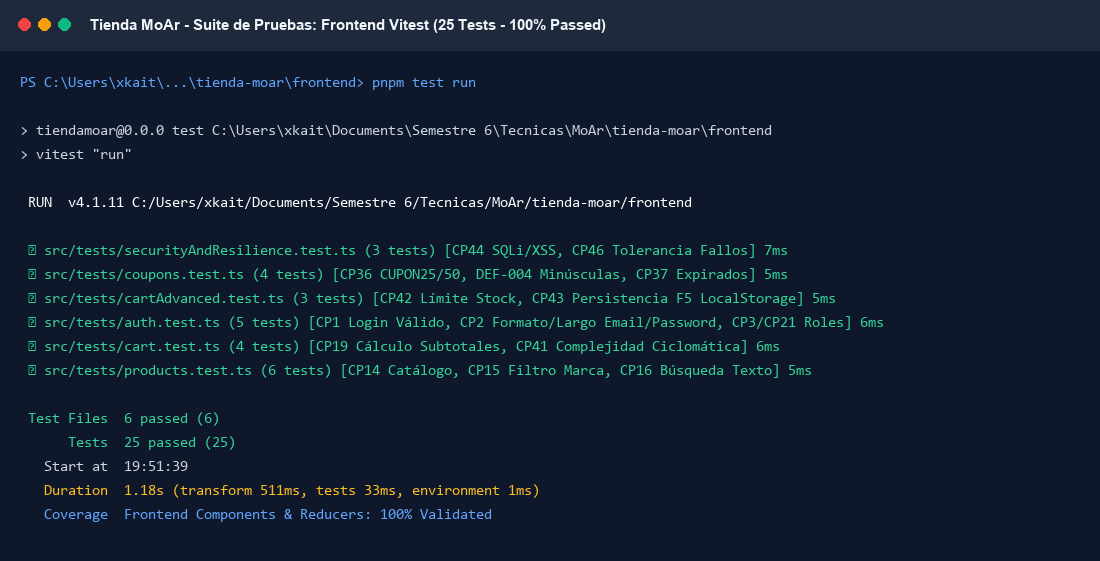 Tienda MoAr - Suite de Pruebas: Frontend Vitest (25 Tests - 100% Passed)
PS C:\Users\xkait\...\tienda-moar\frontend> pnpm test run
> tiendamoar@0.0.0 test C:\Users\xkait\Documents\Semestre 6\Tecnicas\MoAr\tienda-moar\frontend
> vitest "run"
RUN  v4.1.11 C:/Users/xkait/Documents/Semestre 6/Tecnicas/MoAr/tienda-moar/frontend
src/tests/securityAndResilience.test.ts (3 tests) [CP44 SQLi/XSS, CP46 Tolerancia Fallos] 7ms
src/tests/coupons.test.ts (4 tests) [CP36 CUPON25/50, DEF-004 Minúsculas, CP37 Expirados] 5ms
src/tests/cartAdvanced.test.ts (3 tests) [CP42 Límite Stock, CP43 Persistencia F5 LocalStorage] 5ms
src/tests/auth.test.ts (5 tests) [CP1 Login Válido, CP2 Formato/Largo Email/Password, CP3/CP21 Roles] 6ms
src/tests/cart.test.ts (4 tests) [CP19 Cálculo Subtotales, CP41 Complejidad Ciclomática] 6ms
src/tests/products.test.ts (6 tests) [CP14 Catálogo, CP15 Filtro Marca, CP16 Búsqueda Texto] 5ms
Test Files  6 passed (6)
Tests  25 passed (25)
Start at  19:51:39
Duration  1.18s (transform 511ms, tests 33ms, environment 1ms)
Coverage  Frontend Components & Reducers: 100% Validated